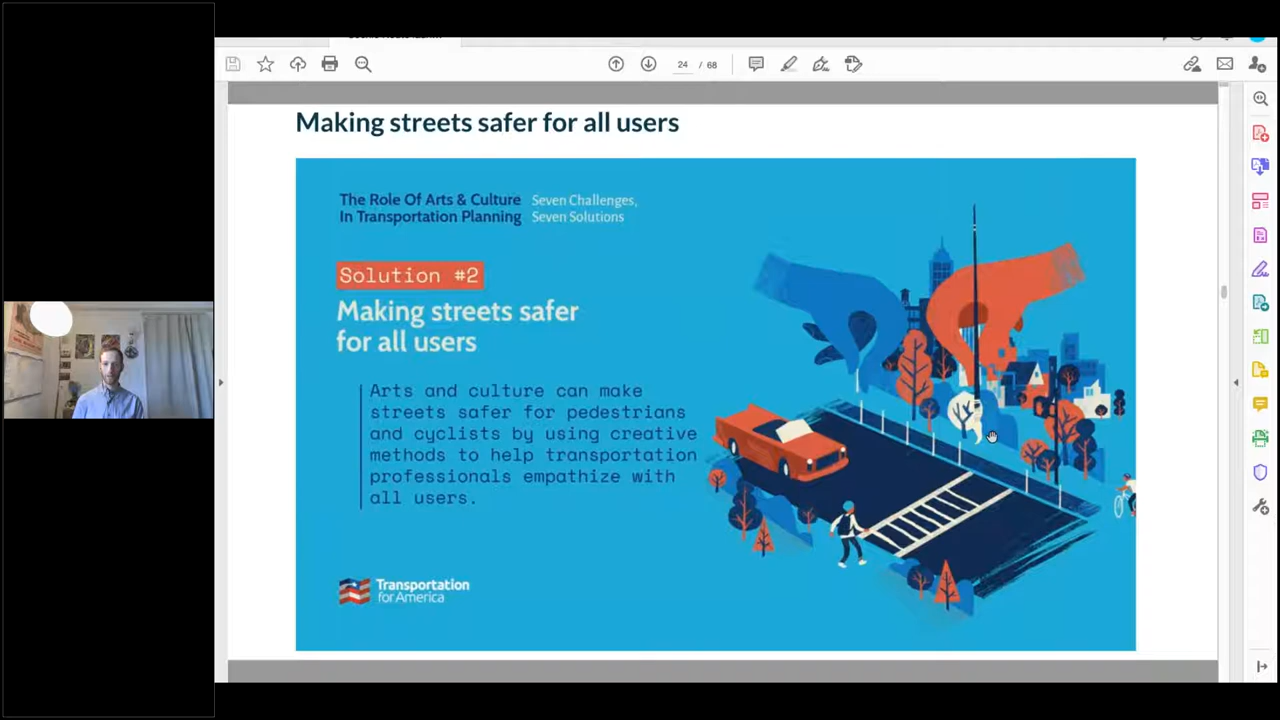 24 / 68
Making streets safer for all users
The Role Of Arts & Culture Seven Challenges,
In Transportation Planning Seven Solutions
Solution #2
Making streets safer
for all users
Arts and culture can make
streets safer for pedestrians
and cyclists by using creative
methods to help transportation
professionals empathize with
all users.
Transportation
for America